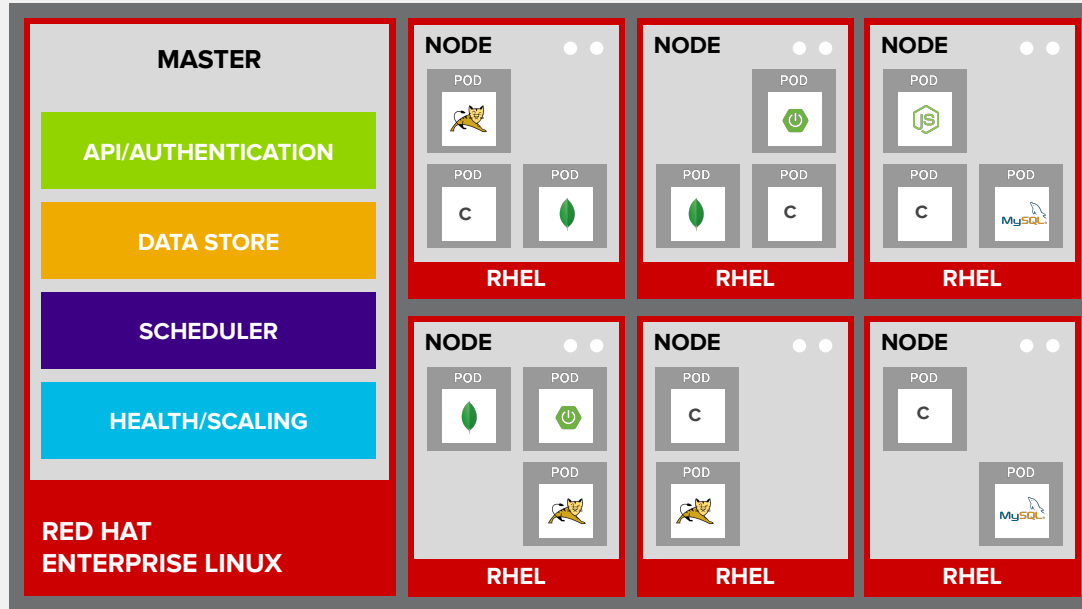 MASTER
API/AUTHENTICATION
DATA STORE
SCHEDULER
HEALTH/SCALING
RED HAT
ENTERPRISE LINUX
NODE
POD
POD
C
POD
RHEL
NODE
POD
POD
POD
C
RHEL
NODE
POD
JS
POD
C
POD
MySQL
RHEL
NODE
POD
POD
POD
RHEL
NODE
POD
C
POD
RHEL
NODE
POD
C
POD
MySQL
RHEL